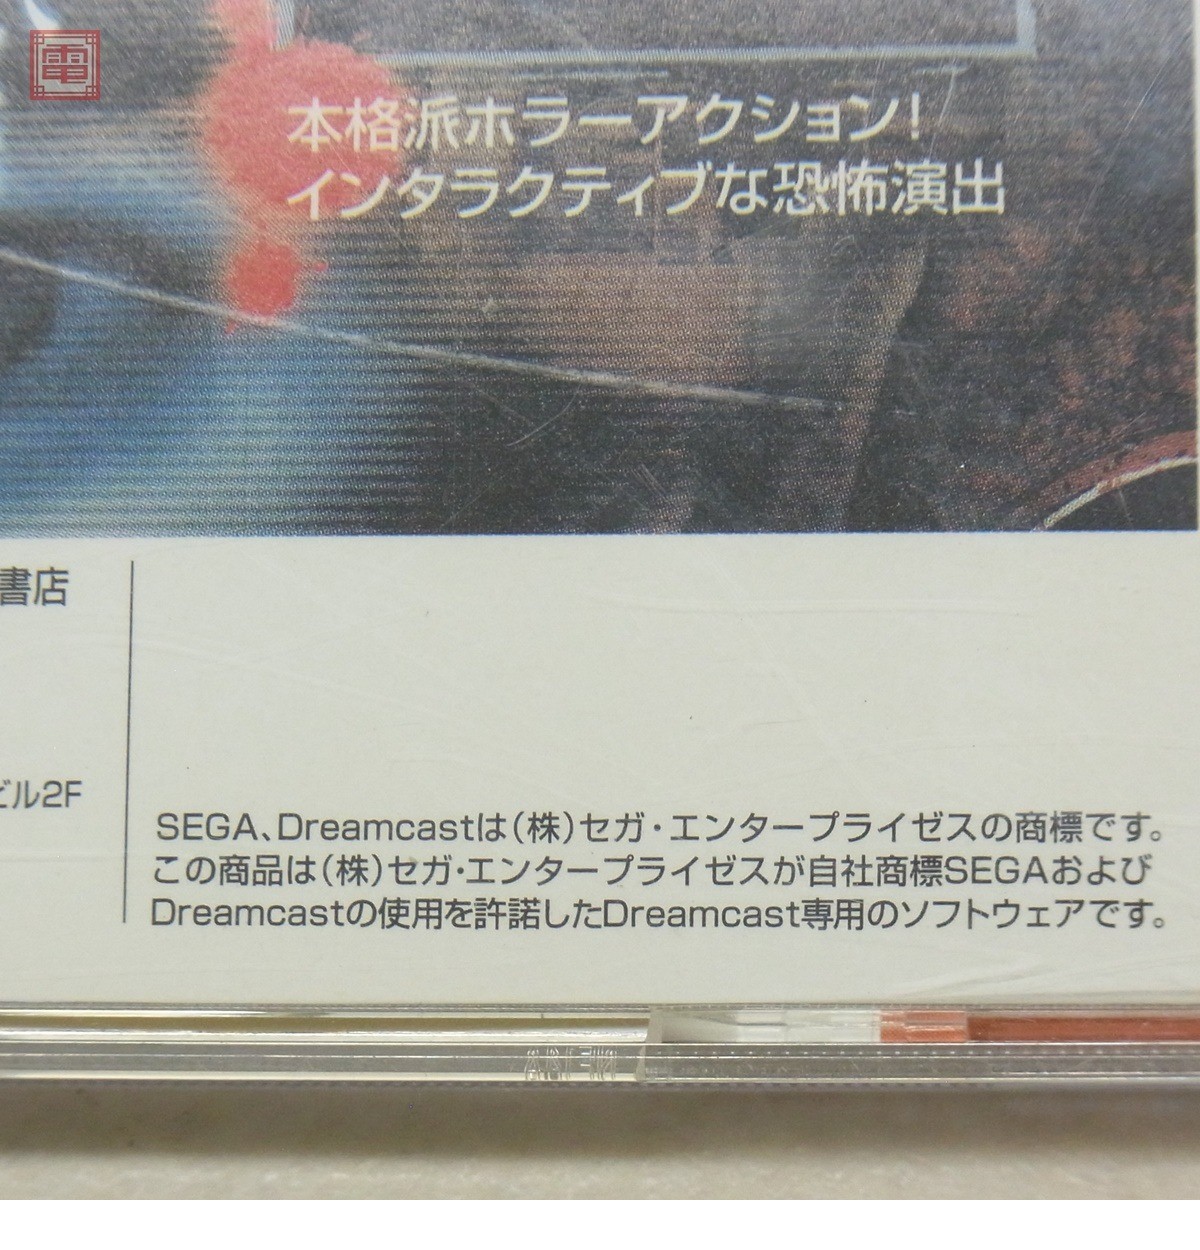 電
本格派ホラーアクション!
インタラクティブな恐怖演出
書店
ビル2F
SEGA、Dreamcastは(株)セガ・エンタープライゼスの商標です。
この商品は(株)セガ・エンタープライゼスが自社商標SEGAおよび
Dreamcastの使用を許諾したDreamcast専用のソフトウェアです。